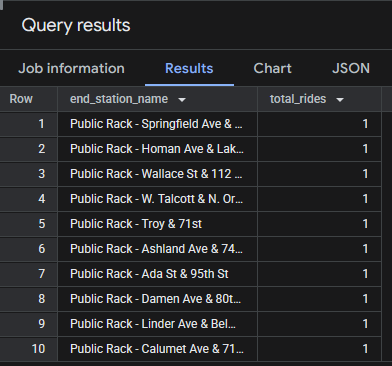 Query results
Job information Results Chart JSON
Row end_station_name total_rides
1 Public Rack - Springfield Ave & ... 1
2 Public Rack - Homan Ave & Lak... 1
3 Public Rack - Wallace St & 112 ... 1
4 Public Rack - W. Talcott & N. Or... 1
5 Public Rack - Troy & 71st 1
6 Public Rack - Ashland Ave & 74... 1
7 Public Rack - Ada St & 95th St 1
8 Public Rack - Damen Ave & 80t... 1
9 Public Rack - Linder Ave & Bel... 1
10 Public Rack - Calumet Ave & 71... 1